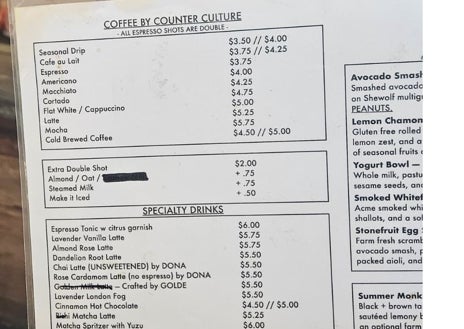 COFFEE BY COUNTER CULTURE
- ALL ESPRESSO SHOTS ARE DOUBLE -
Seasonal Drip $3.50 // $4.00
Cafe au Lait $3.75 // $4.25
Espresso $3.75
Americano $4.00
Macchiato $4.25
Cortado $4.75
Flat White / Cappuccino $5.00
Latte $5.25
Mocha $5.75
Cold Brewed Coffee $4.50 // $5.00
Extra Double Shot $2.00
Almond / Oat / + .75
Steamed Milk + .75
Make it Iced + .50
SPECIALTY DRINKS
Espresso Tonic w citrus garnish $6.00
Lavender Vanilla Latte $5.75
Almond Rose Latte $5.75
Dandelion Root Latte $5.50
Chai Latte (UNSWEETENED) by DONA $5.50
Rose Cardamom Latte (no espresso) by DONA $5.50
Golden Milk Latte — Crafted by GOLDE $5.50
Lavender London Fog $5.50
Cinnamon Hot Chocolate $4.50 // $5.00
Matcha Latte $5.25
Matcha Spritzer with Yuzu $6.00
Avocado Smash
Smashed avocado
on Shewolf multig
PEANUTS.
Lemon Chamom
Gluten free rolled
lemon zest, and a
of seasonal fruits
Yogurt Bowl —
Whole milk, pastu
sesame seeds, an
Smoked Whitef
Acme smoked whi
shallots, and a sof
Stonefruit Egg
Farm fresh scramb
avocado smash, p
packed aioli, and
Summer Monk
Black + brown ta
sautéed lemony b
an optional farm